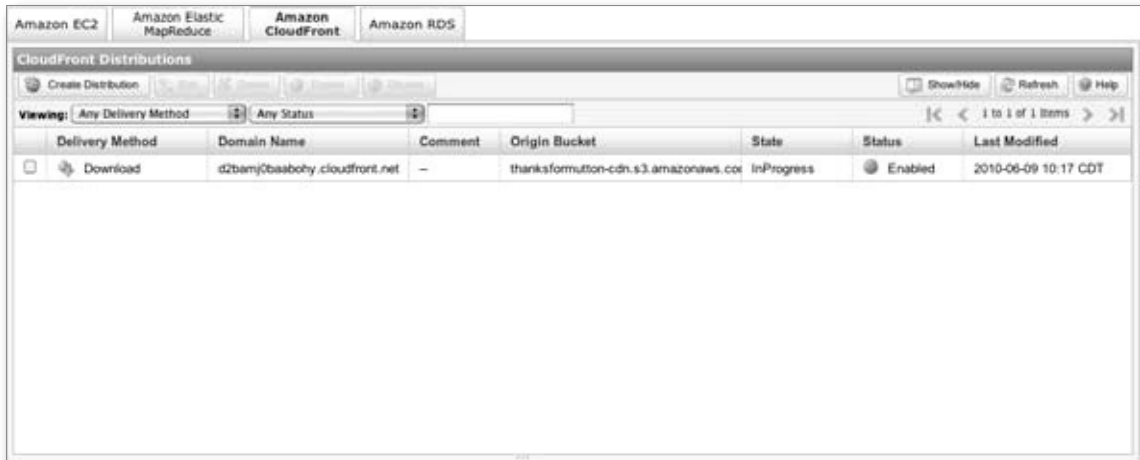 Amazon EC2
Amazon Elastic
MapReduce
Amazon
CloudFront
Amazon RDS
CloudFront Distributions
Create Distribution
Show/Hide
Refresh
Help
Viewing: Any Delivery Method Any Status 1 to 1 of 1 Items
Delivery Method Domain Name Comment Origin Bucket State Status Last Modified
Download d2bamj0baabohy.cloudfront.net – thanksformutton-cdn.s3.amazonaws.co InProgress Enabled 2010-06-09 10:17 CDT